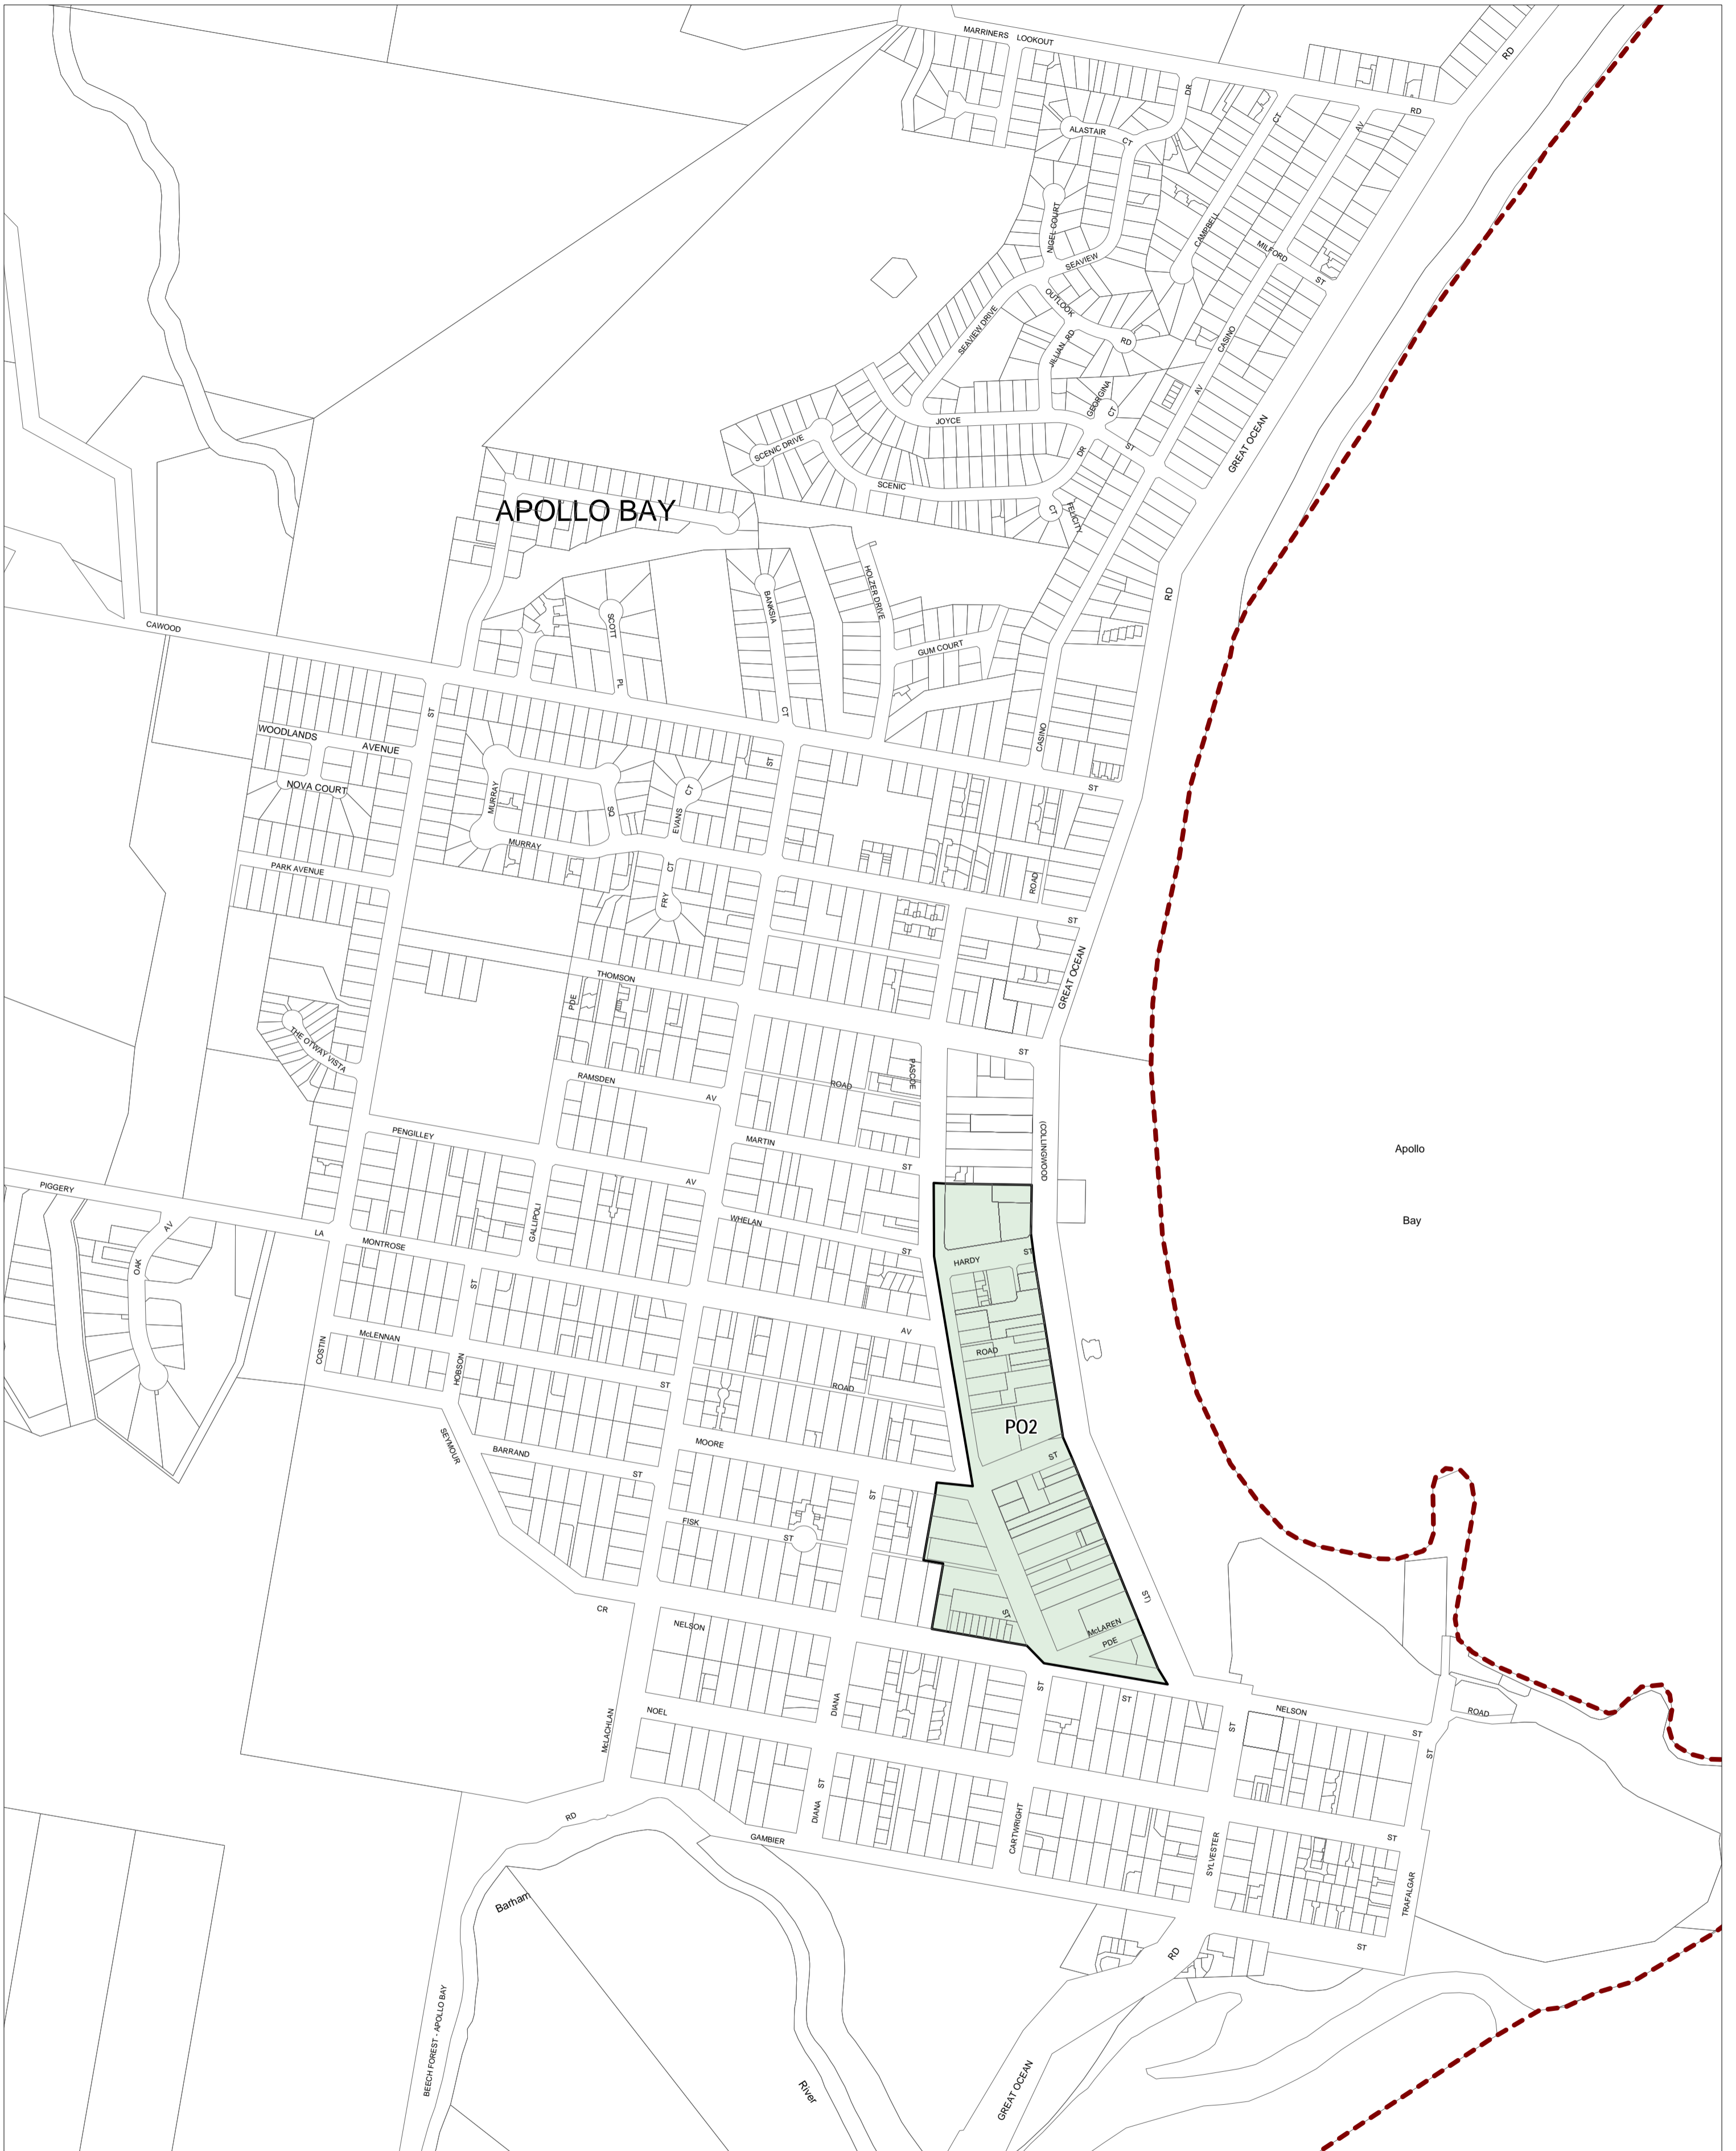 MARRINERS LOOKOUT
RD
RD
DR
ALASTAIR
CT
CT
AV
NIGEL COURT
CAMPBELL
MILFORD
ST
SEAVIEW
OUTLOOK
RD
SEAVIEW DRIVE
JILLIAN RD
CASINO
AV
GEORGINA
CT
JOYCE
ST
GREAT OCEAN
SCENIC DRIVE
DR
SCENIC
FELICITY
CT
APOLLO BAY
HOLZER DRIVE
BANKSIA
CT
SCOTT
PL
RD
CAWOOD
GUM COURT
ST
CASINO
WOODLANDS
AVENUE
ST
ST
NOVA COURT
MURRAY
SQ
EVANS
CT
MURRAY
PARK AVENUE
CT
FRY
ROAD
ST
GREAT OCEAN
THOMSON
PDE
THE OTWAY VISTA
ST
PASCOE
ROAD
RAMSDEN
AV
(COLLINGWOOD
PENGILLEY
MARTIN
ST
Apollo
PIGGERY
AV
GALLIPOLI
WHELAN
ST
Bay
AV
LA
MONTROSE
HARDY
ST
OAK
ST
AV
COSTIN
McLENNAN
ROAD
HOBSON
ST
ROAD
PO2
SEYMOUR
BARRAND
MOORE
ST
ST
ST
FISK
ST
CR
ST
McLAREN
PDE
ST)
NELSON
DIANA
ST
ST
NOEL
McLACHLAN
ST
NELSON
ST
ROAD
ST
DIANA ST
RD
GAMBIER
CARTWRIGHT
SYLVESTER
ST
TRAFALGAR
Barham
RD
ST
BEECH FOREST - APOLLO BAY
River
GREAT OCEAN